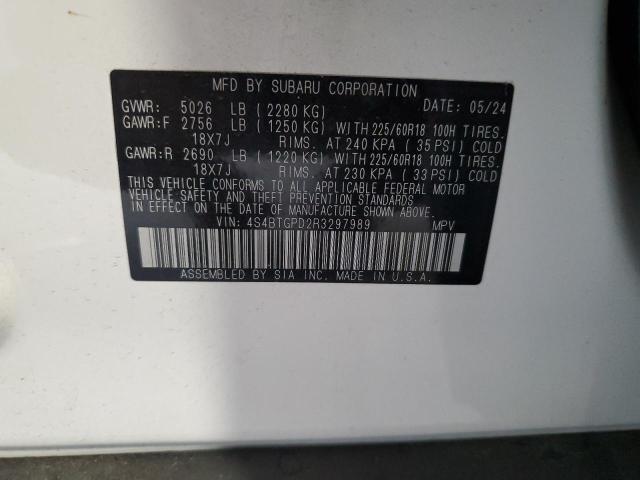 MFD BY SUBARU CORPORATION
GVWR: 5026 LB (2280 KG) DATE: 05/24
GAWR:F 2756 LB (1250 KG) WITH 225/60R18 100H TIRES.
18X7J RIMS. AT 240 KPA (35 PSI) COLD
GAWR:R 2690 LB (1220 KG) WITH 225/60R18 100H TIRES.
18X7J RIMS. AT 230 KPA (33 PSI) COLD
THIS VEHICLE CONFORMS TO ALL APPLICABLE FEDERAL MOTOR
VEHICLE SAFETY AND THEFT PREVENTION STANDARDS IN
EFFECT ON THE DATE OF MANUFACTURE SHOWN ABOVE.
VIN: 4S4BTGPD2R3297989 MPV
ASSEMBLED BY SIA INC. MADE IN U.S.A.